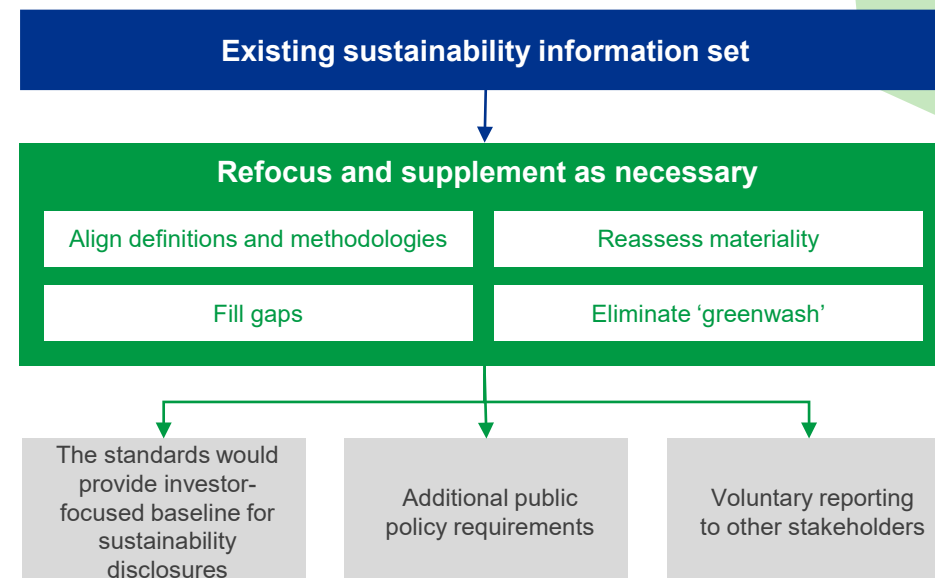 Existing sustainability information set
Refocus and supplement as necessary
Align definitions and methodologies
Reassess materiality
Fill gaps
Eliminate ‘greenwash’
The standards would
provide investor-
focused baseline for
sustainability
disclosures
Additional public
policy requirements
Voluntary reporting
to other stakeholders